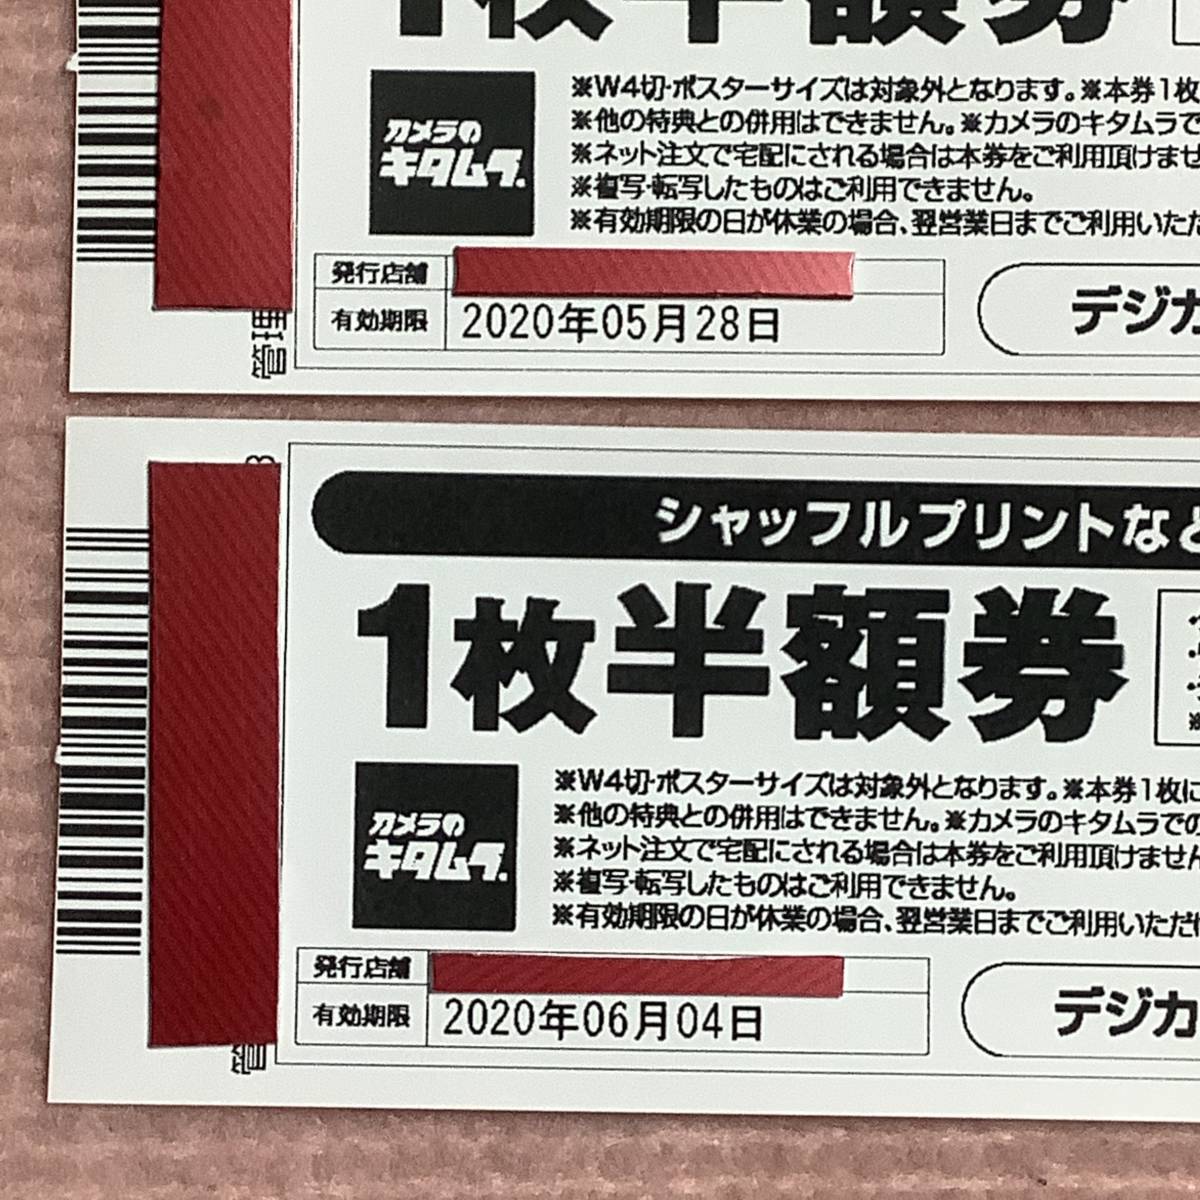 1枚半額券
カメラの
キタムラ
※W4切・ポスターサイズは対象外となります。※本券1枚
※他の特典との併用はできません。※カメラのキタムラで
※ネット注文で宅配にされる場合は本券をご利用頂けませ
※複写・転写したものはご利用できません。
※有効期限の日が休業の場合、翌営業日までご利用いただ
発行店舗
有効期限 2020年05月28日
デジカ
管理
シャッフルプリントなど
1枚半額券
カメラの
キタムラ
※W4切・ポスターサイズは対象外となります。※本券1枚に
※他の特典との併用はできません。※カメラのキタムラでの
※ネット注文で宅配にされる場合は本券をご利用頂けません
※複写・転写したものはご利用できません。
※有効期限の日が休業の場合、翌営業日までご利用いただけ
発行店舗
有効期限 2020年06月04日
デジカ